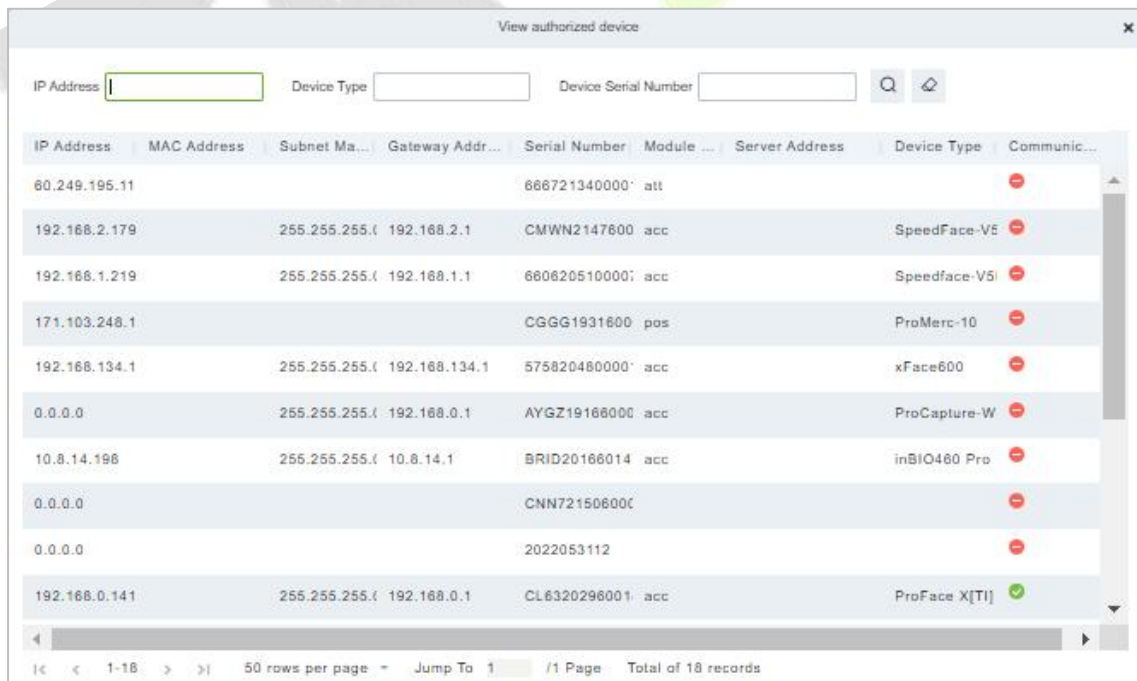 View authorized device
IP Address Device Type Device Serial Number
IP Address MAC Address Subnet Ma... Gateway Addr... Serial Number Module ... Server Address Device Type Communic...
60.249.195.11 666721340000 att
192.168.2.179 255.255.255. 192.168.2.1 CMWN2147600 acc SpeedFace-V5
192.168.1.219 255.255.255. 192.168.1.1 660620510000 acc Speedface-V5
171.103.248.1 CGGG1931600 pos ProMerc-10
192.168.134.1 255.255.255. 192.168.134.1 575820480000 acc xFace600
0.0.0.0 255.255.255. 192.168.0.1 AYGZ19166000 acc ProCapture-W
10.8.14.198 255.255.255. 10.8.14.1 BRID20166014 acc inBIO460 Pro
0.0.0.0 CNN72150600
0.0.0.0 2022053112
192.168.0.141 255.255.255. 192.168.0.1 CL6320296001 acc ProFace X[TI]
1-18 50 rows per page Jump To 1 /1 Page Total of 18 records